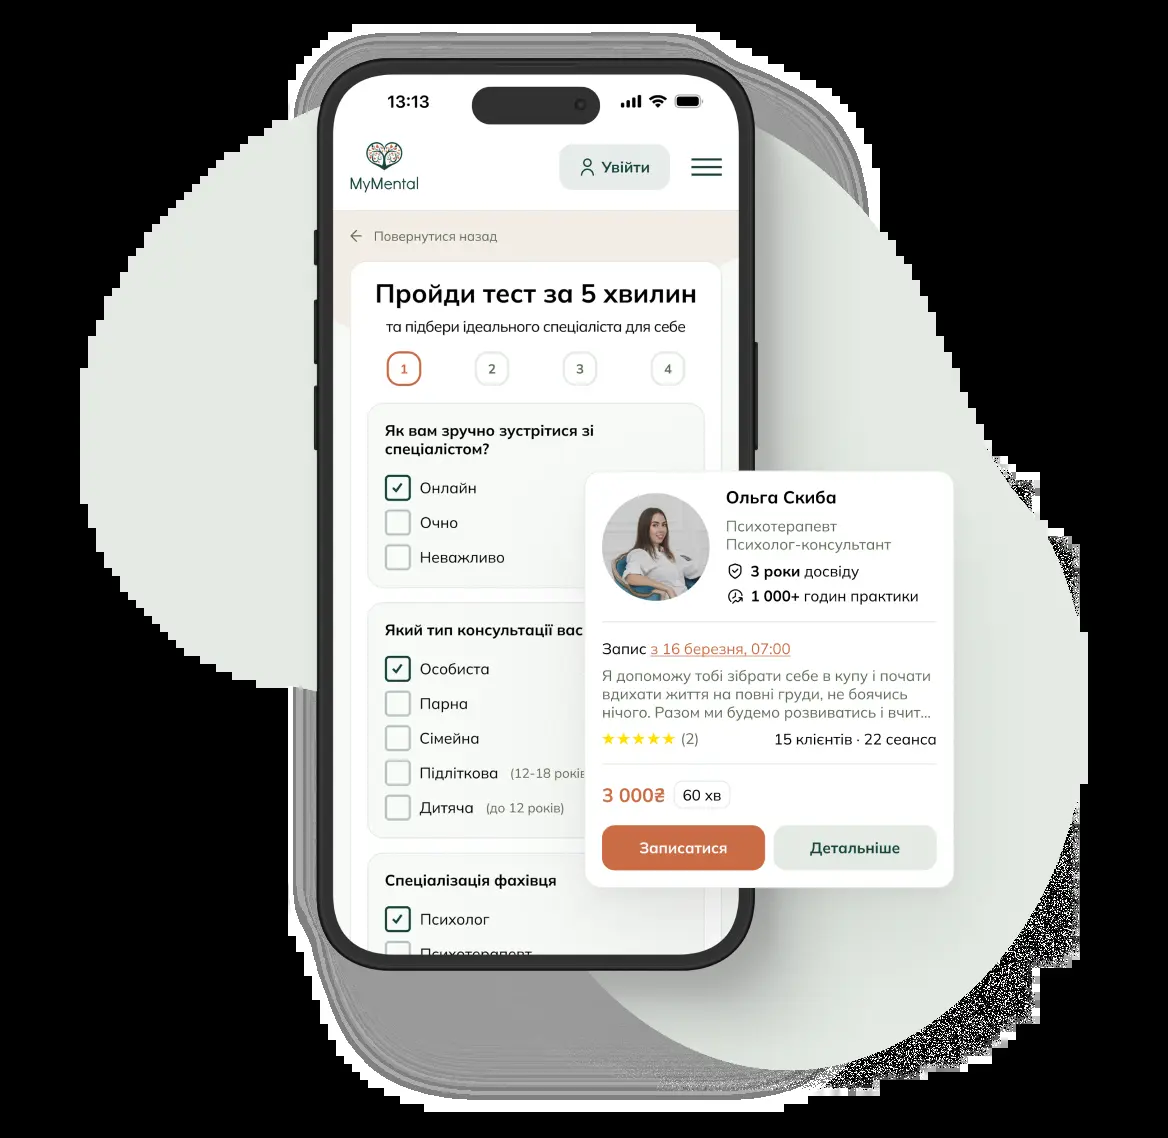 13:13
MyMental
Увійти
Повернутися назад
Пройди тест за 5 хвилин
та підбери ідеального спеціаліста для себе
1 2 3 4
Як вам зручно зустрітися зі
спеціалістом?
Онлайн
Очно
Неважливо
Який тип консультації вас
Особиста
Парна
Сімейна
Підліткова (12-18 років
Дитяча (до 12 років)
Спеціалізація фахівця
Психолог
Психотерапевт
Ольга Скиба
Психотерапевт
Психолог-консультант
3 роки досвіду
1 000+ годин практики
Запис з 16 березня, 07:00
Я допоможу тобі зібрати себе в купу і почати
вдихати життя на повні груди, не боячись
нічого. Разом ми будемо розвиватись і вчит...
★★★★★ (2) 15 клієнтів · 22 сеанса
3 000₴ 60 хв
Записатися Детальніше